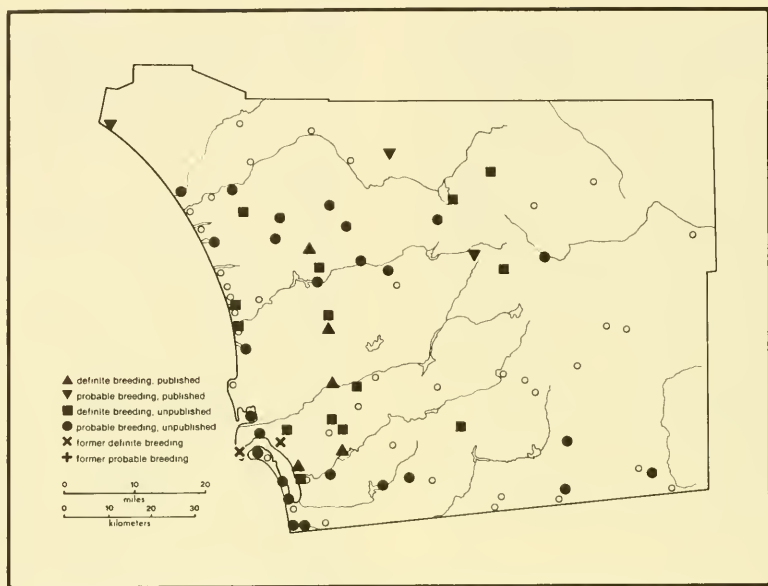 definite breeding, published
probable breeding, published
definite breeding, unpublished
probable breeding, unpublished
former definite breeding
former probable breeding
0 10 20
miles
0 10 20 30
kilometers